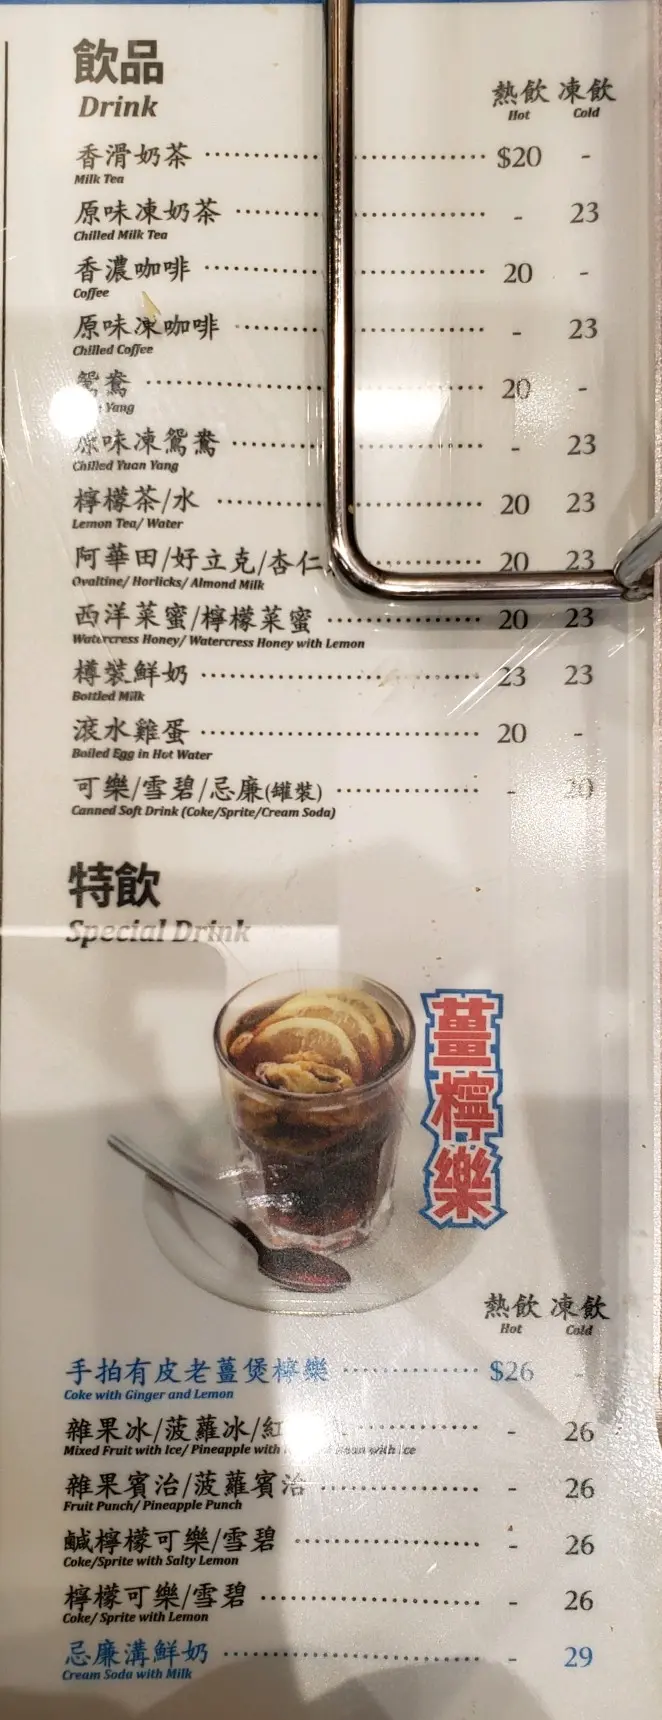 飲品
Drink
熱飲 凍飲
Hot Cold
香滑奶茶 $20 -
Milk Tea
原味凍奶茶 - 23
Chilled Milk Tea
香濃咖啡 20 -
Coffee
原味凍咖啡 - 23
Chilled Coffee
鴛鴦 20 -
Yang
原味凍鴛鴦 - 23
Chilled Yuan Yang
檸檬茶/水 20 23
Lemon Tea/ Water
阿華田/好立克/杏仁 20 23
Ovaltine/ Horlicks/ Almond Milk
西洋菜蜜/檸檬菜蜜 20 23
Watercress Honey/ Watercress Honey with Lemon
樽裝鮮奶 23 23
Bottled Milk
滾水雞蛋 20 -
Boiled Egg in Hot Water
可樂/雪碧/忌廉(罐裝) - 20
Canned Soft Drink (Coke/Sprite/Cream Soda)
特飲
Special Drink
薑檸樂
熱飲 凍飲
Hot Cold
手拍有皮老薑煲檸樂 $26 -
Coke with Ginger and Lemon
雜果冰/菠蘿冰/紅 - 26
Mixed Fruit with Ice/ Pineapple with Bean with Ice
雜果賓治/菠蘿賓治 - 26
Fruit Punch/ Pineapple Punch
鹹檸檬可樂/雪碧 - 26
Coke/Sprite with Salty Lemon
檸檬可樂/雪碧 - 26
Coke/ Sprite with Lemon
忌廉溝鮮奶 - 29
Cream Soda with Milk